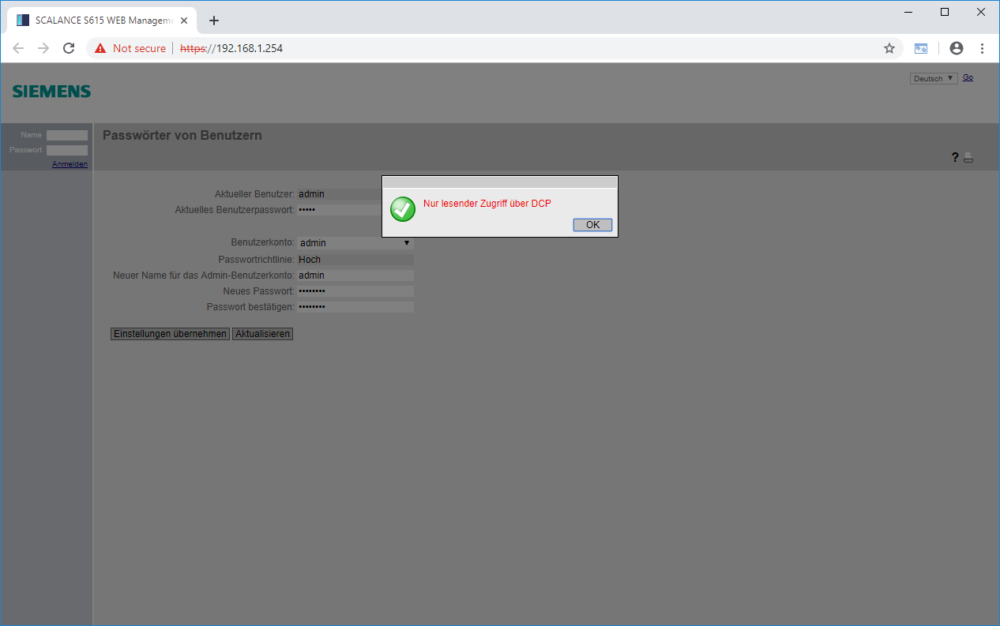 SCALANCE S615 WEB Manageme
Not secure https://192.168.1.254
SIEMENS
Deutsch Go
Name
Passwort
Anmelden
Passwörter von Benutzern
?
Nur lesender Zugriff über DCP
OK
Aktueller Benutzer: admin
Aktuelles Benutzerpasswort: •••••
Benutzerkonto: admin
Passwortrichtlinie: Hoch
Neuer Name für das Admin-Benutzerkonto: admin
Neues Passwort: ••••••••
Passwort bestätigen: ••••••••
Einstellungen übernehmen Aktualisieren